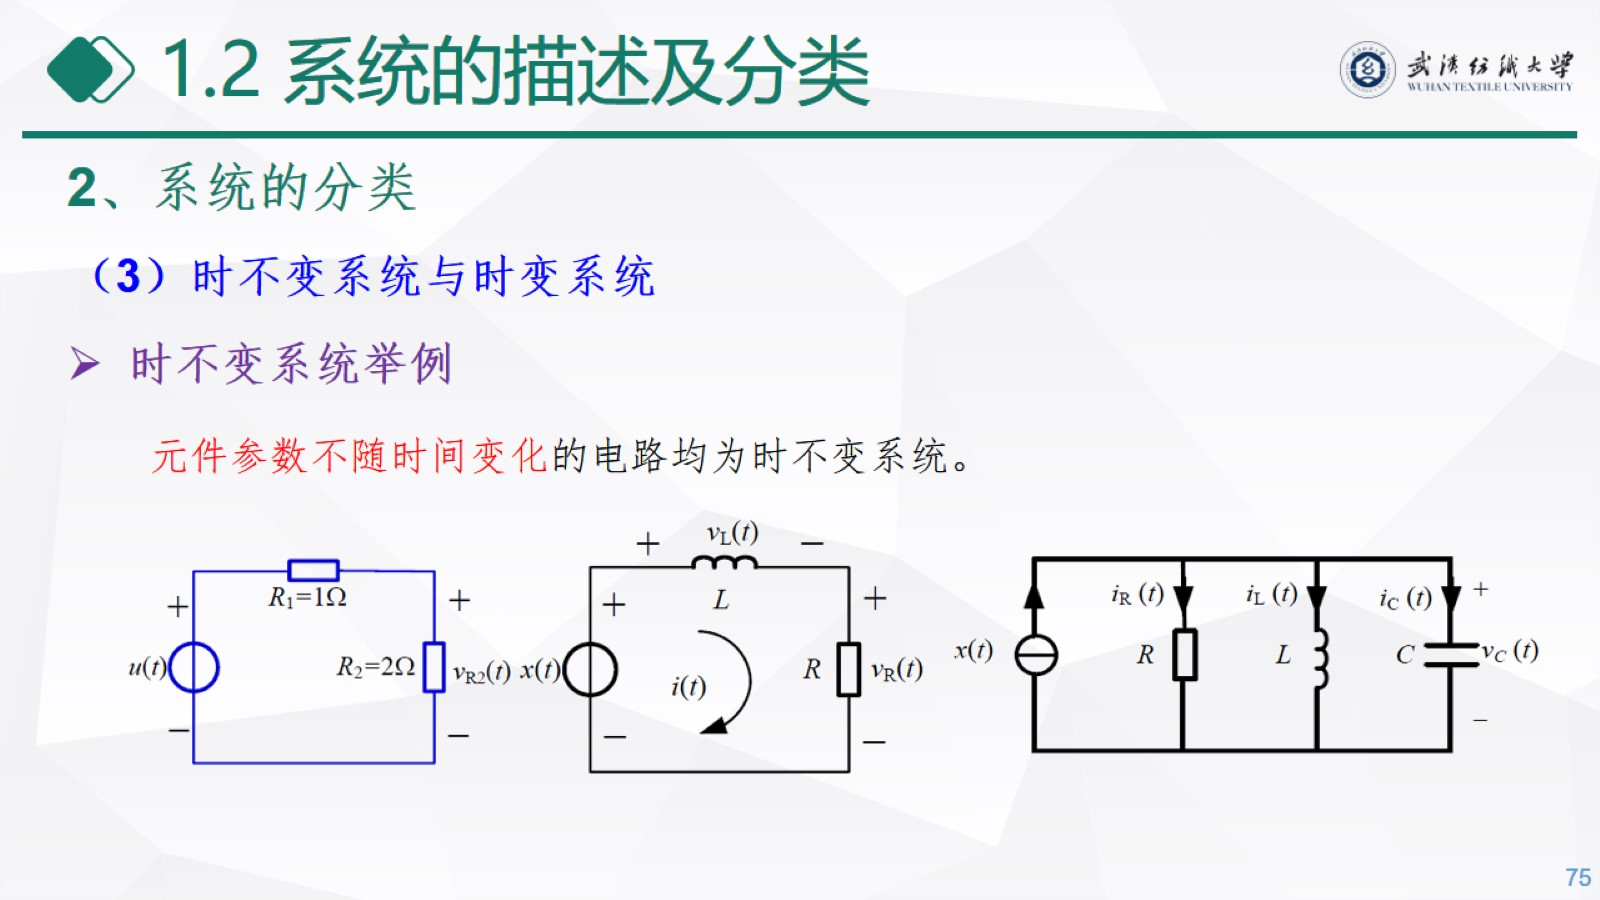 1.2 系统的描述及分类
武汉纺织大学
WUHAN TEXTILE UNIVERSITY
2、系统的分类
（3）时不变系统与时变系统
➢ 时不变系统举例
元件参数不随时间变化的电路均为时不变系统。
+ vL(t) −
R1=1Ω
L
+ + + +
iR (t) iL (t) iC (t) +
u(t) R2=2Ω vR2(t) x(t) i(t) R vR(t) x(t) R L C vC (t)
− − − − −
75